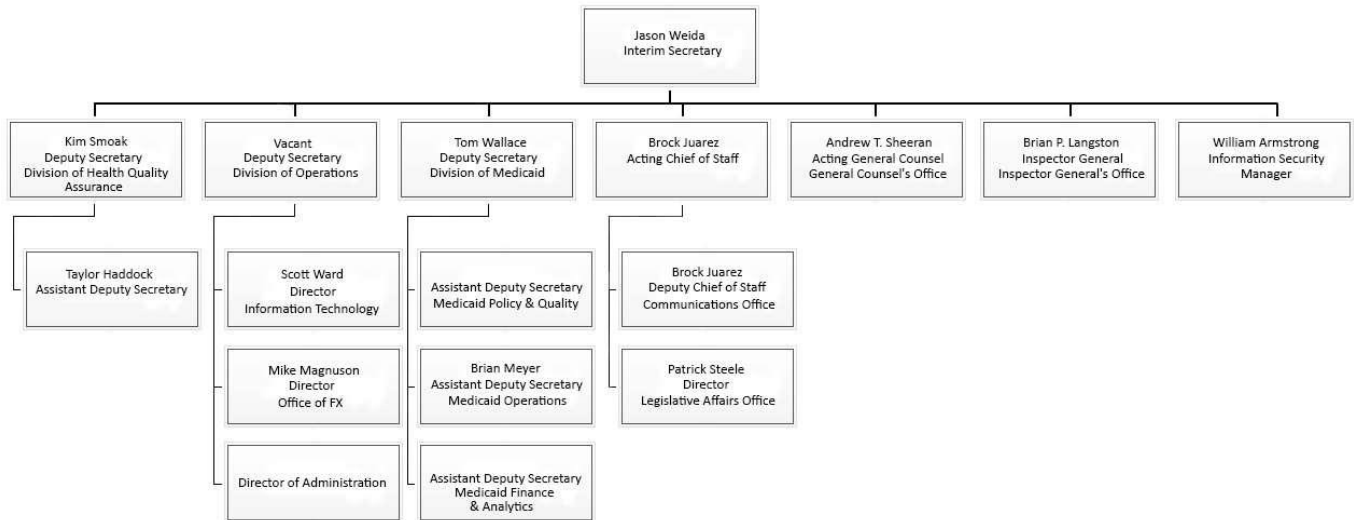 Jason Weida
Interim Secretary
Kim Smoak
Deputy Secretary
Division of Health Quality
Assurance
Vacant
Deputy Secretary
Division of Operations
Tom Wallace
Deputy Secretary
Division of Medicaid
Brock Juarez
Acting Chief of Staff
Andrew T. Sheeran
Acting General Counsel
General Counsel's Office
Brian P. Langston
Inspector General
Inspector General's Office
William Armstrong
Information Security
Manager
Taylor Haddock
Assistant Deputy Secretary
Scott Ward
Director
Information Technology
Assistant Deputy Secretary
Medicaid Policy & Quality
Brock Juarez
Deputy Chief of Staff
Communications Office
Mike Magnuson
Director
Office of FX
Brian Meyer
Assistant Deputy Secretary
Medicaid Operations
Patrick Steele
Director
Legislative Affairs Office
Director of Administration
Assistant Deputy Secretary
Medicaid Finance
& Analytics